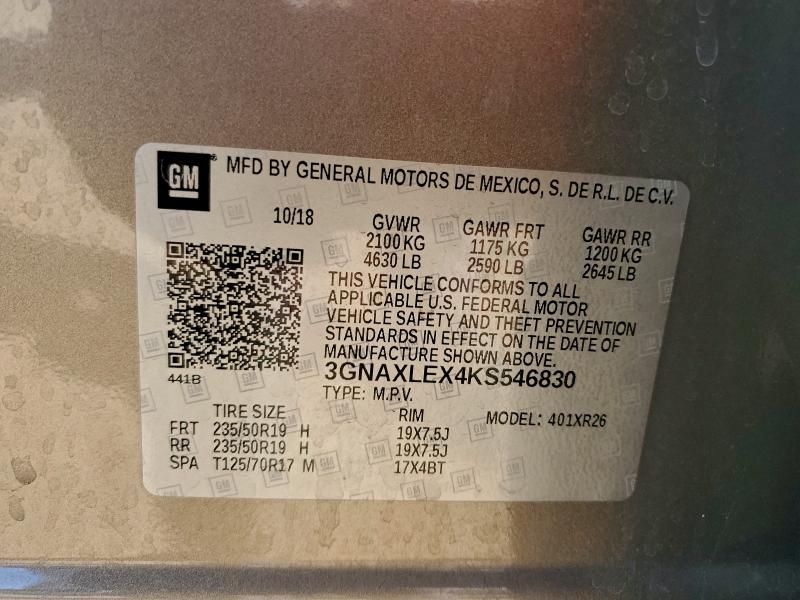 GM
MFD BY GENERAL MOTORS DE MEXICO, S. DE R.L. DE C.V.
10/18 GVWR GAWR FRT GAWR RR
2100 KG 1175 KG 1200 KG
4630 LB 2590 LB 2645 LB
THIS VEHICLE CONFORMS TO ALL
APPLICABLE U.S. FEDERAL MOTOR
VEHICLE SAFETY AND THEFT PREVENTION
STANDARDS IN EFFECT ON THE DATE OF
MANUFACTURE SHOWN ABOVE.
441B
3GNAXLEX4KS546830
TYPE: M.P.V.
TIRE SIZE RIM MODEL: 401XR26
FRT 235/50R19 H 19X7.5J
RR 235/50R19 H 19X7.5J
SPA T125/70R17 M 17X4BT